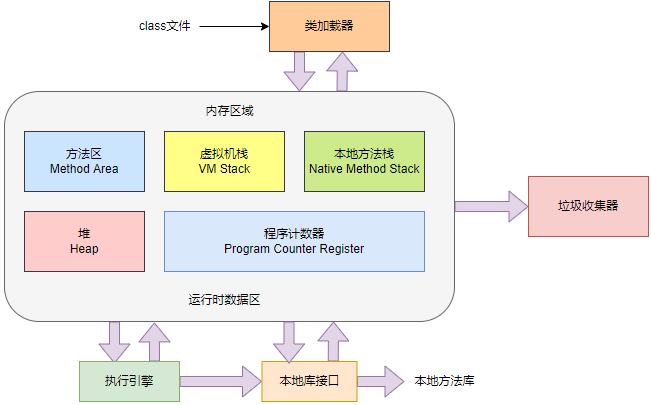 class文件
类加载器
内存区域
方法区
Method Area
虚拟机栈
VM Stack
本地方法栈
Native Method Stack
垃圾收集器
堆
Heap
程序计数器
Program Counter Register
运行时数据区
执行引擎
本地库接口
本地方法库